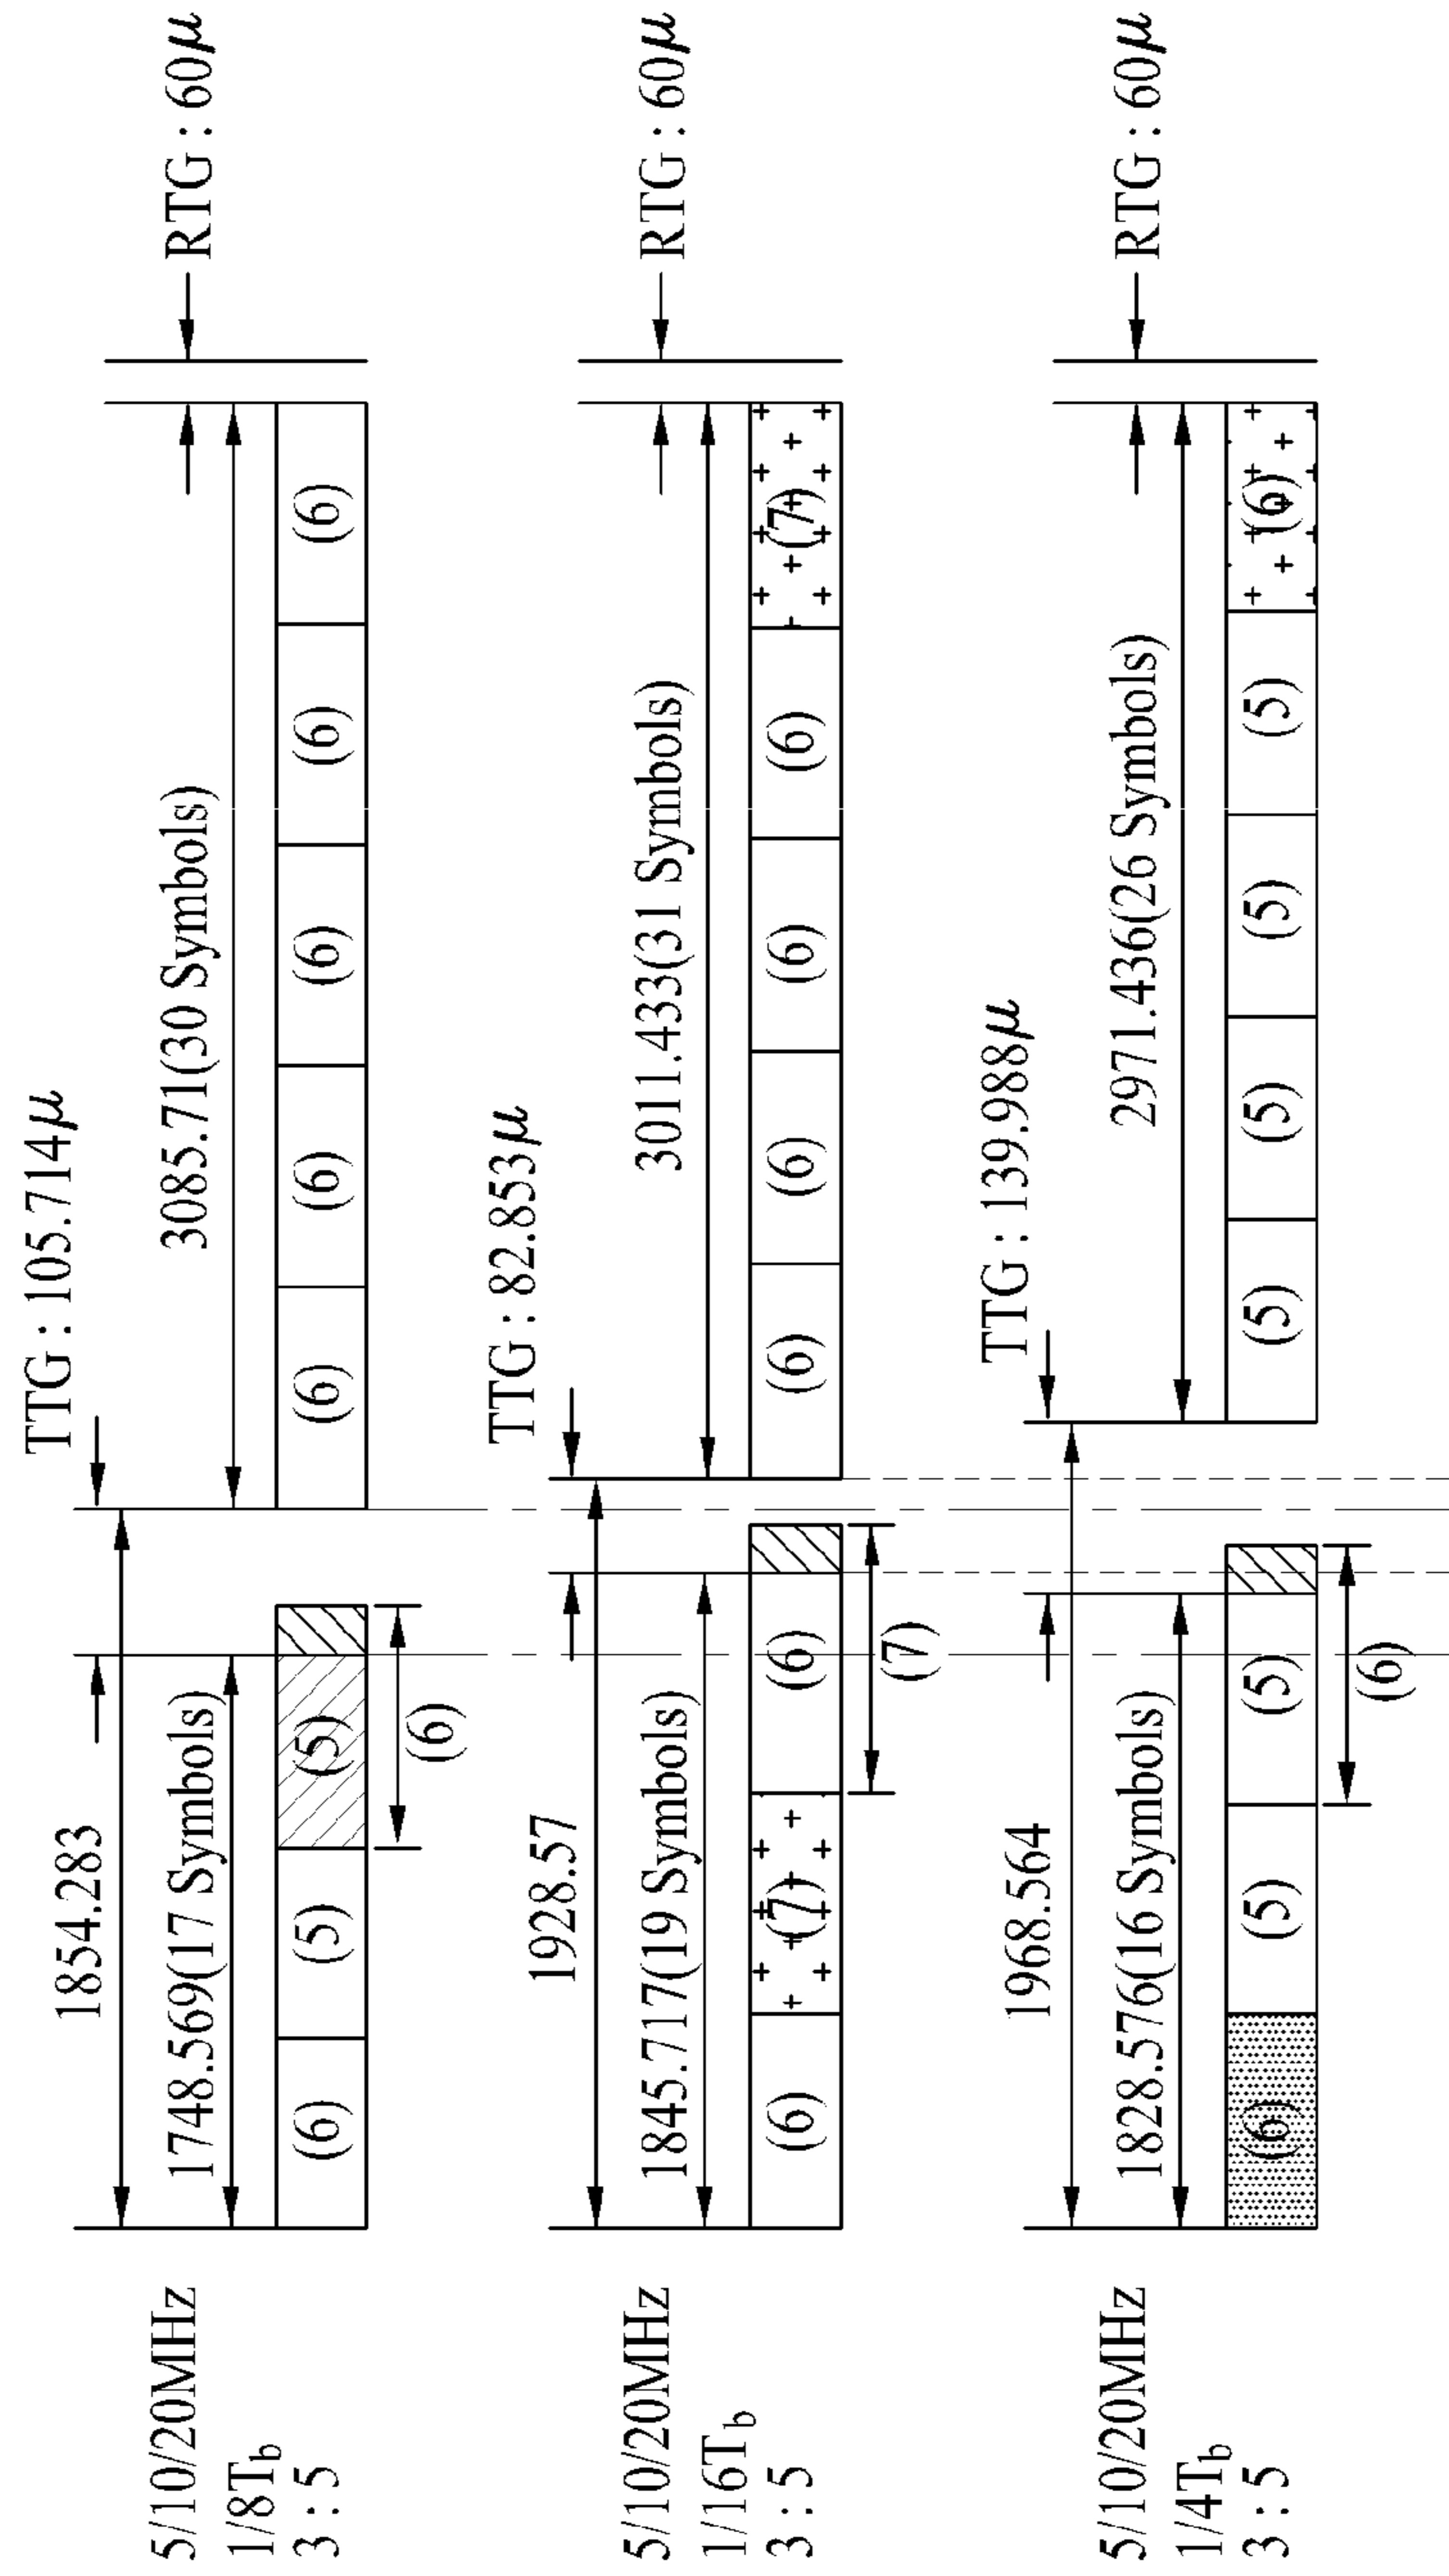 5/10/20MHz
1/8Tb
3 : 5
1854.283
1748.569(17 Symbols)
TTG : 105.714μ
3085.71(30 Symbols)
RTG : 60μ
(6)
(5)
(5)
(6)
(6)
(6)
(6)
(6)
(6)
5/10/20MHz
1/16Tb
3 : 5
1928.57
1845.717(19 Symbols)
TTG : 82.853μ
3011.433(31 Symbols)
RTG : 60μ
(6)
(7)
(6)
(7)
(6)
(6)
(6)
(6)
(7)
5/10/20MHz
1/4Tb
3 : 5
1968.564
1828.576(16 Symbols)
TTG : 139.988μ
2971.436(26 Symbols)
RTG : 60μ
(6)
(5)
(5)
(6)
(5)
(5)
(5)
(5)
(6)